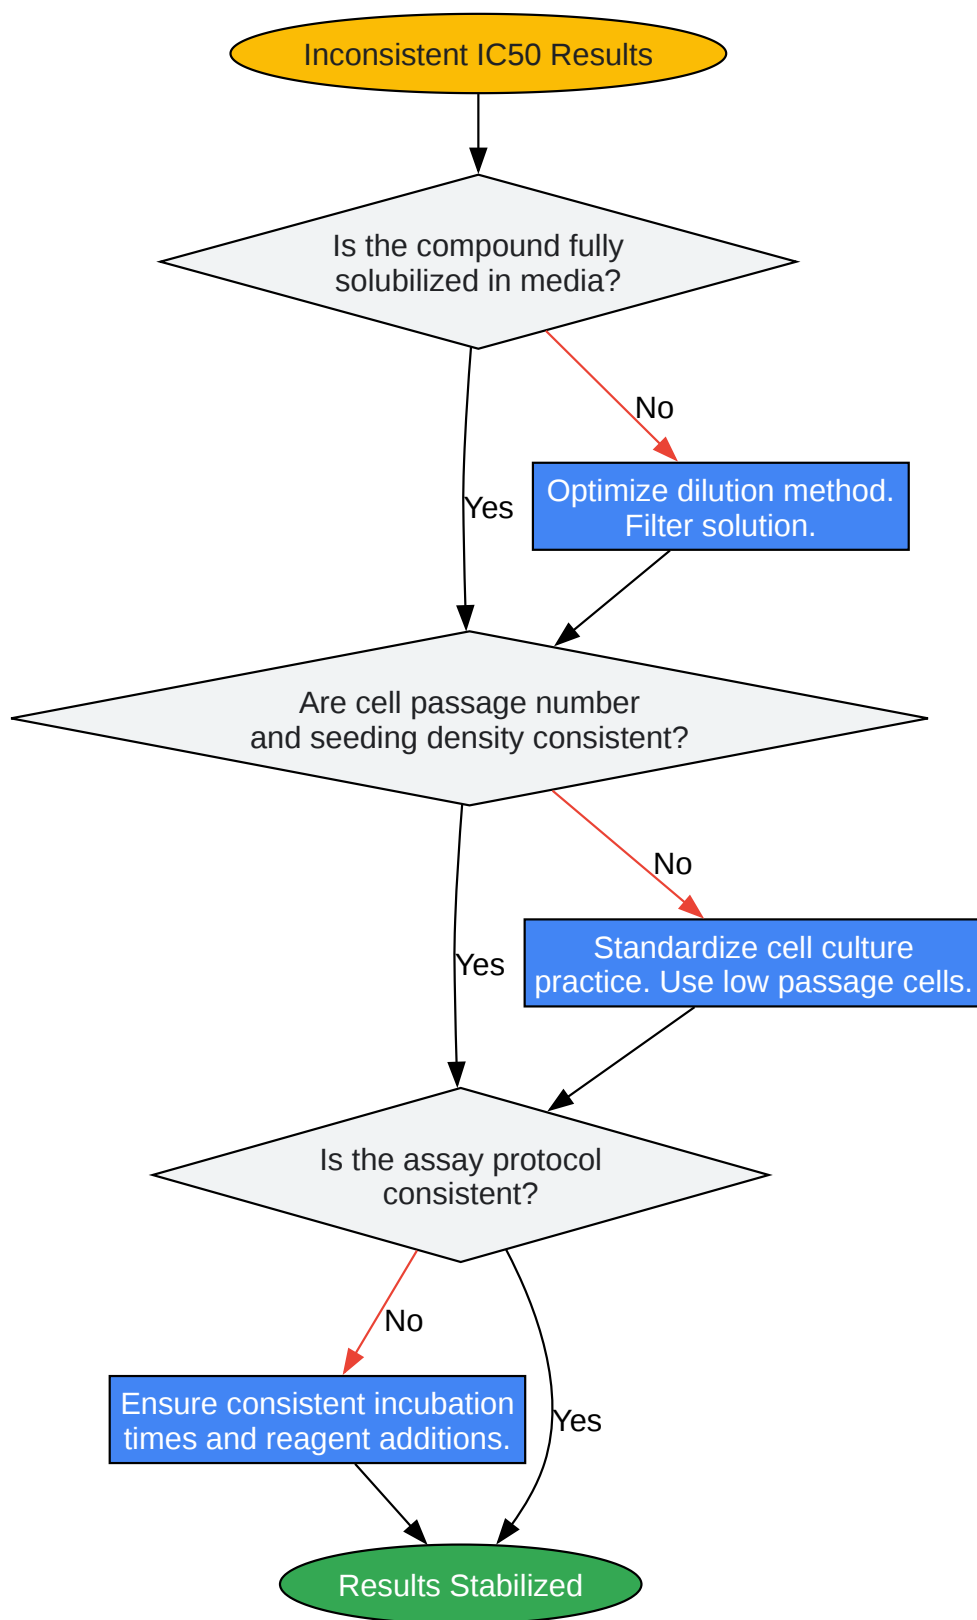 Inconsistent IC50 Results
Is the compound fully
solubilized in media?
No
Optimize dilution method.
Filter solution.
Yes
Are cell passage number
and seeding density consistent?
No
Standardize cell culture
practice. Use low passage cells.
Yes
Is the assay protocol
consistent?
No
Ensure consistent incubation
times and reagent additions.
Yes
Results Stabilized